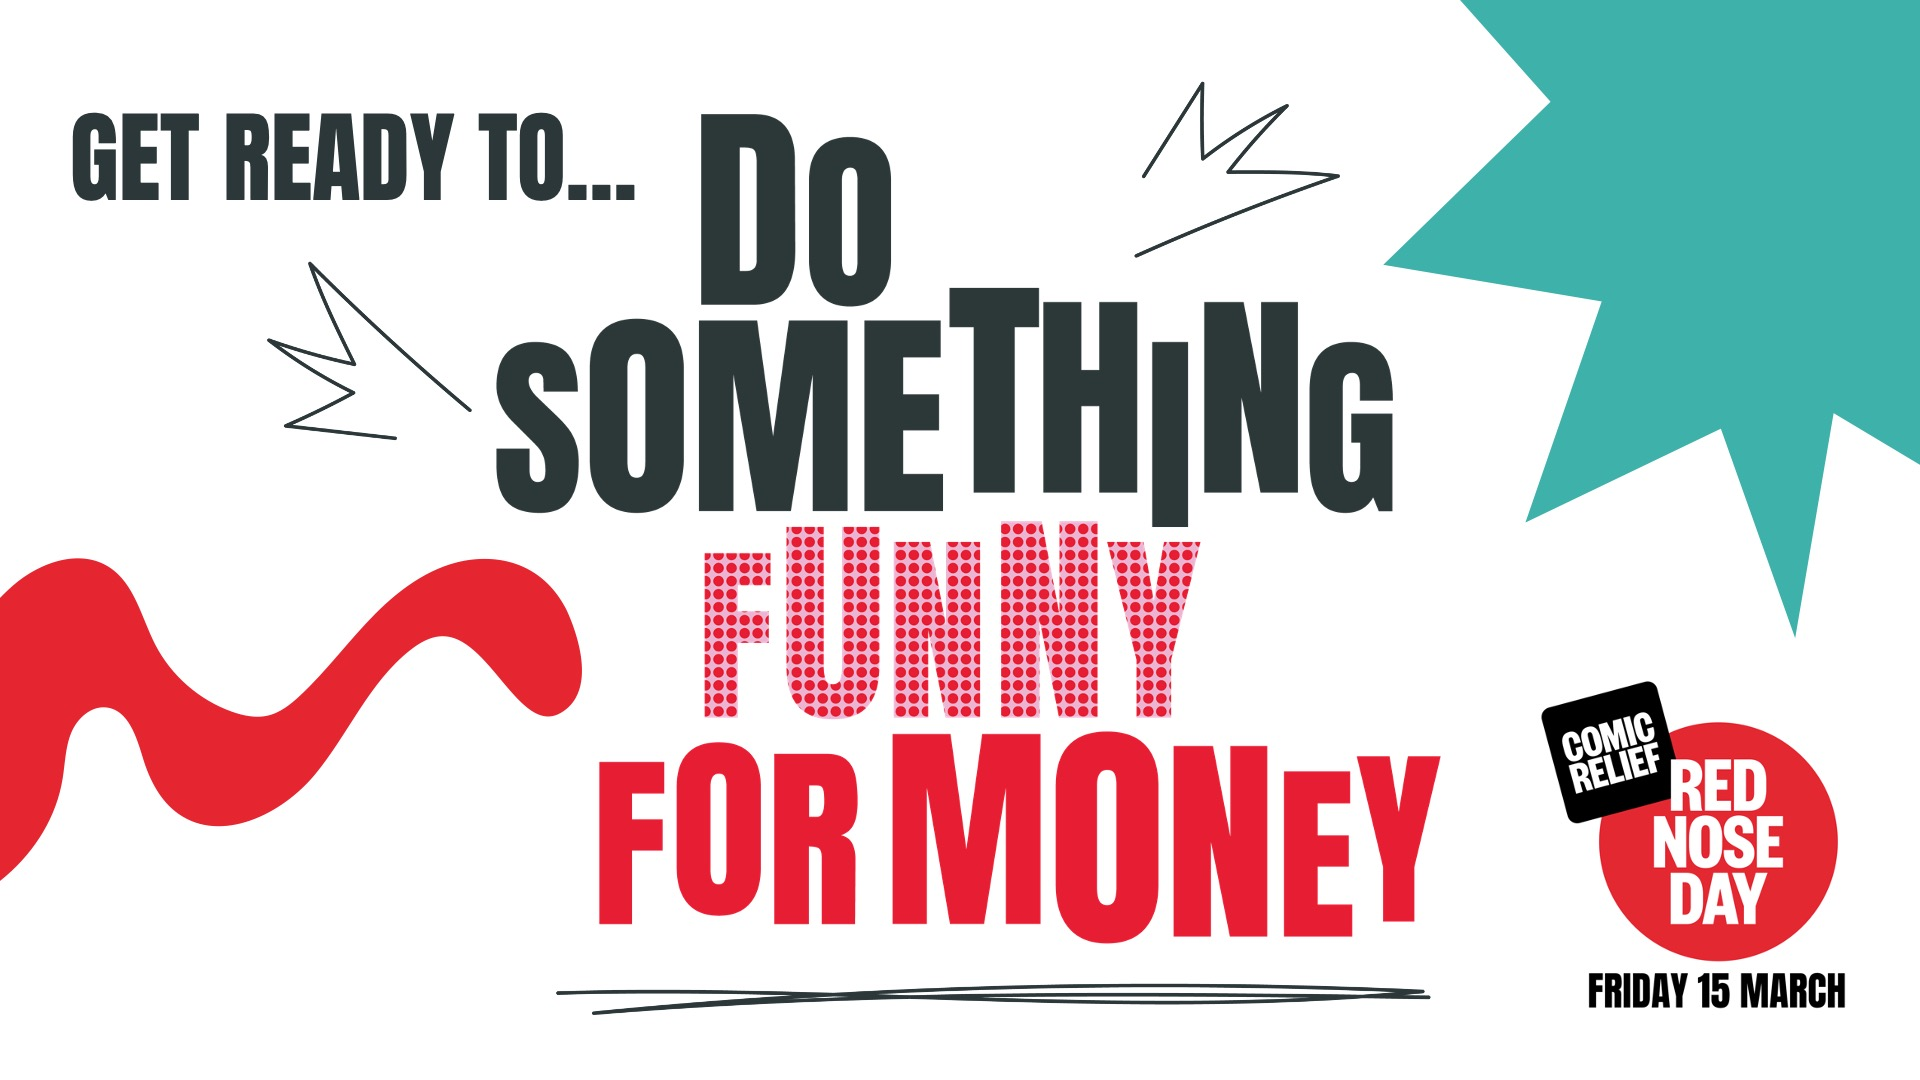 GET READY TO...
DO
SOMETHING
FUNNY
FOR MONEY
COMIC
RELIEF
RED
NOSE
DAY
FRIDAY 15 MARCH